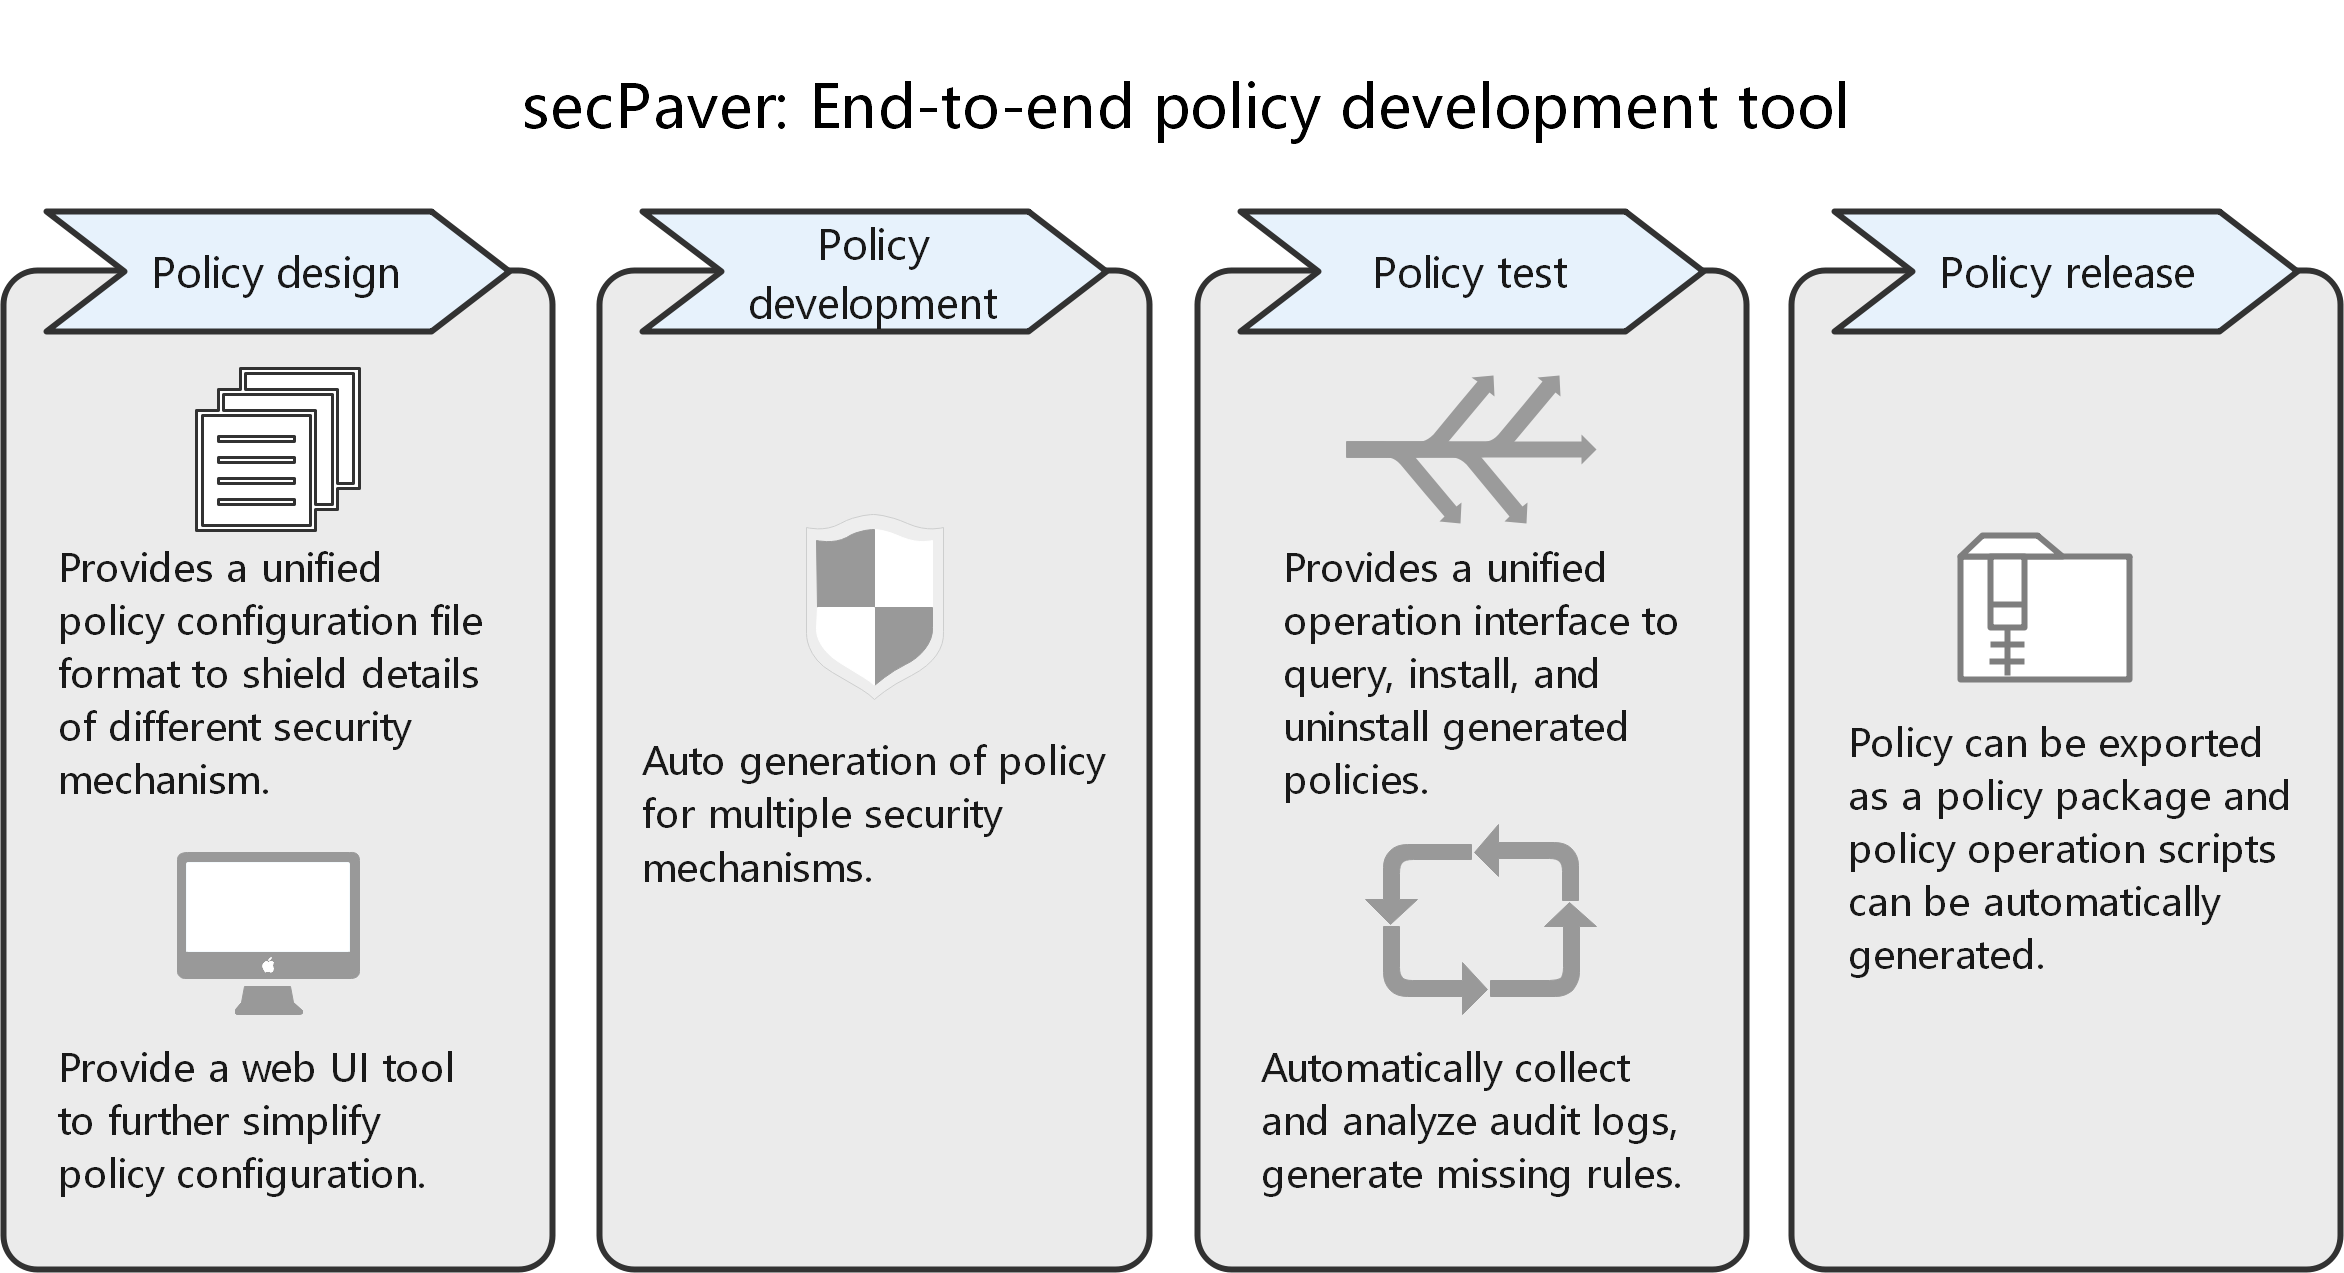 secPaver: End-to-end policy development tool
Policy design
Provides a unified
policy configuration file
format to shield details
of different security
mechanism.
Provide a web UI tool
to further simplify
policy configuration.
Policy
development
Auto generation of policy
for multiple security
mechanisms.
Policy test
Provides a unified
operation interface to
query, install, and
uninstall generated
policies.
Automatically collect
and analyze audit logs,
generate missing rules.
Policy release
Policy can be exported
as a policy package and
policy operation scripts
can be automatically
generated.